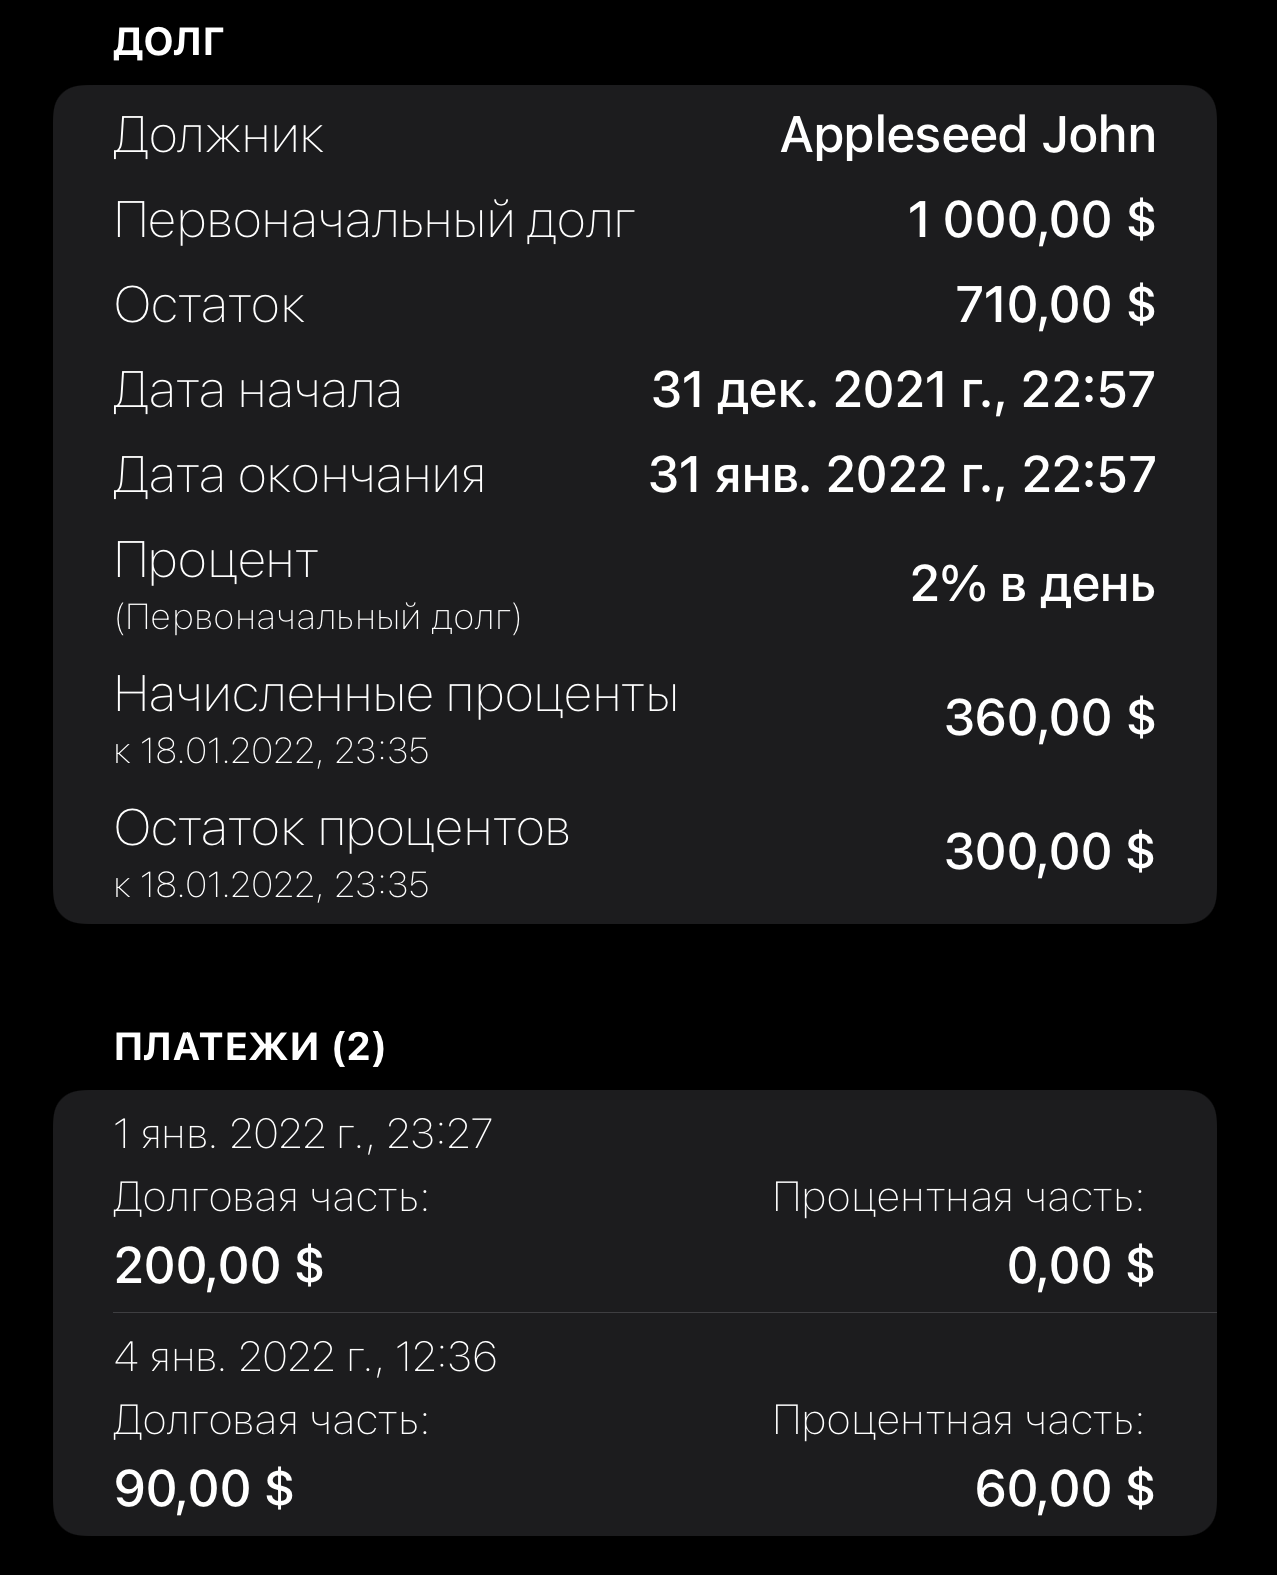 ДОЛГ
Должник Appleseed John
Первоначальный долг 1 000,00 $
Остаток 710,00 $
Дата начала 31 дек. 2021 г., 22:57
Дата окончания 31 янв. 2022 г., 22:57
Процент
(Первоначальный долг)
2% в день
Начисленные проценты
к 18.01.2022, 23:35
360,00 $
Остаток процентов
к 18.01.2022, 23:35
300,00 $
ПЛАТЕЖИ (2)
1 янв. 2022 г., 23:27
Долговая часть: Процентная часть:
200,00 $ 0,00 $
4 янв. 2022 г., 12:36
Долговая часть: Процентная часть:
90,00 $ 60,00 $